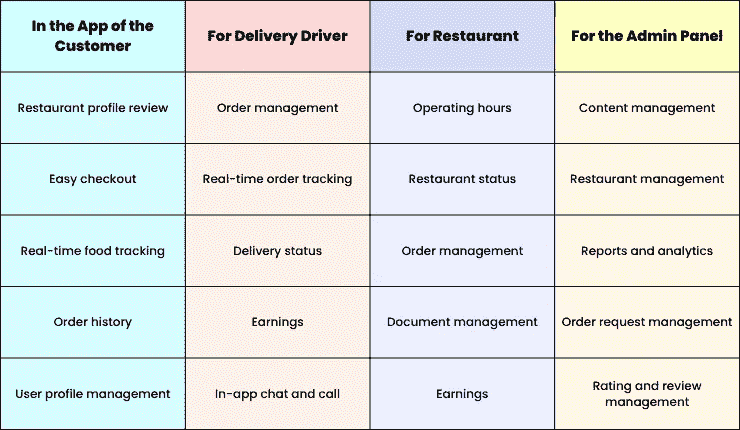 In the App of the
Customer
For Delivery Driver
For Restaurant
For the Admin Panel
Restaurant profile review
Order management
Operating hours
Content management
Easy checkout
Real-time order tracking
Restaurant status
Restaurant management
Real-time food tracking
Delivery status
Order management
Reports and analytics
Order history
Earnings
Document management
Order request management
User profile management
In-app chat and call
Earnings
Rating and review
management